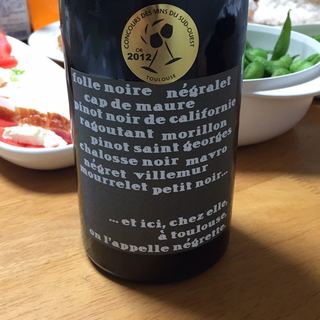 CONCOURS DES VINS DU SUD-OUEST
OR
2012
TOULOUSE
folle noire négralet
cap de maure
pinot noir de californie
ragoutant morillon
pinot saint georges
chalosse noir mavro
négret villemur
mourrelet petit noir...
... et ici, chez elle,
à toulouse,
on l'appelle négrette.